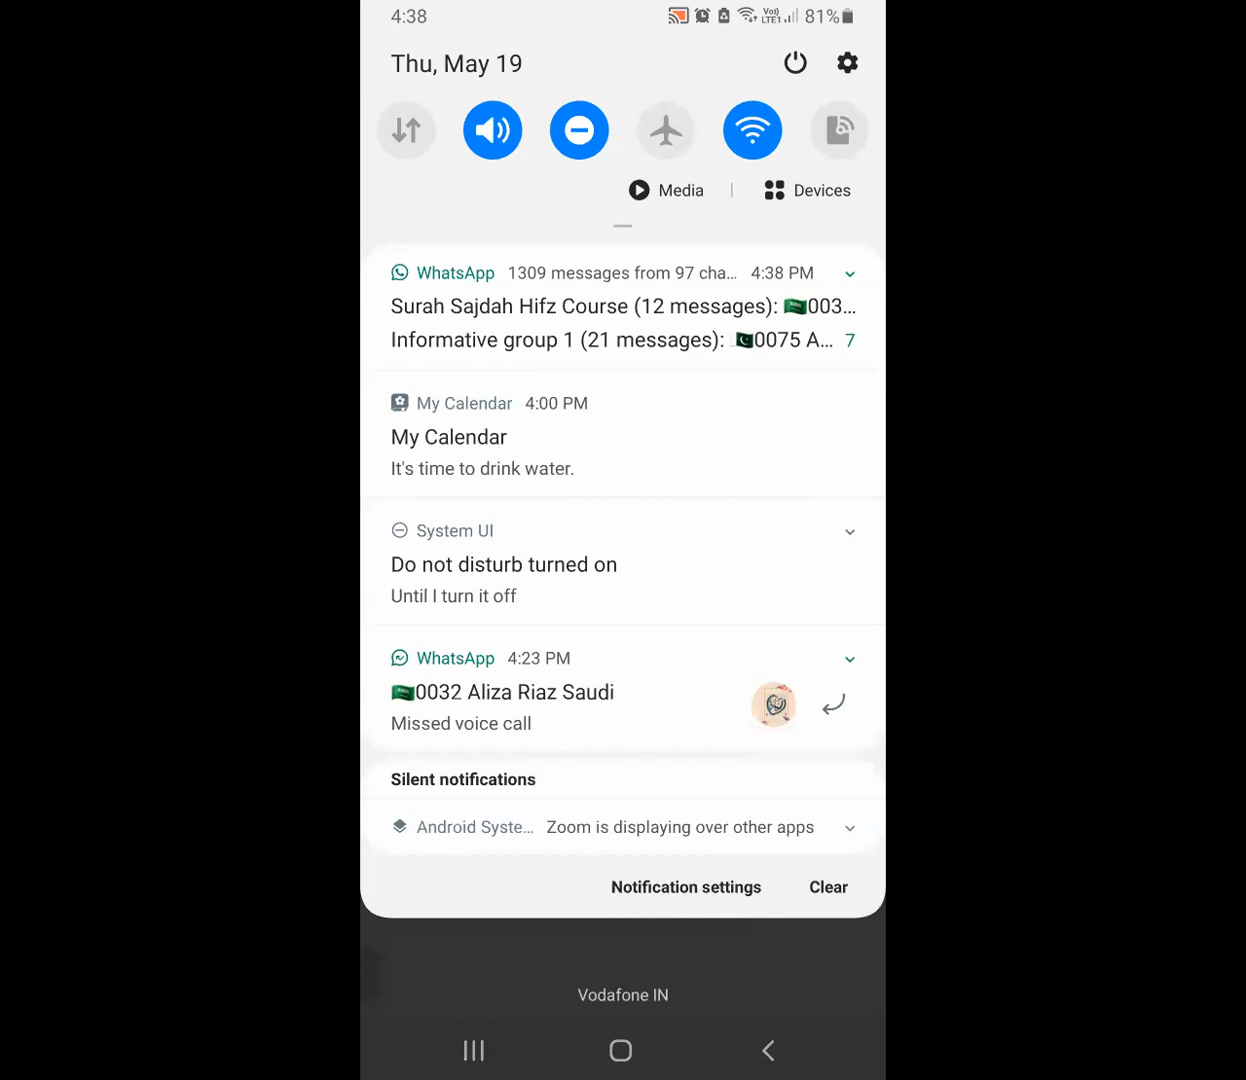 4:38 Vo) LTE1 81%
Thu, May 19
Media | Devices
WhatsApp 1309 messages from 97 cha... 4:38 PM
Surah Sajdah Hifz Course (12 messages): 🇸🇦003...
Informative group 1 (21 messages): 🇵🇰0075 A... 7
My Calendar 4:00 PM
My Calendar
It's time to drink water.
System UI
Do not disturb turned on
Until I turn it off
WhatsApp 4:23 PM
🇸🇦0032 Aliza Riaz Saudi
Missed voice call
Silent notifications
Android Syste... Zoom is displaying over other apps
Notification settings Clear
Vodafone IN